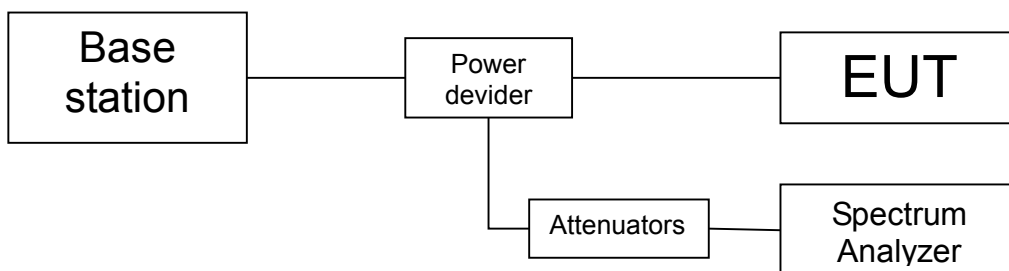 Base
station
Power
devider
EUT
Attenuators
Spectrum
Analyzer